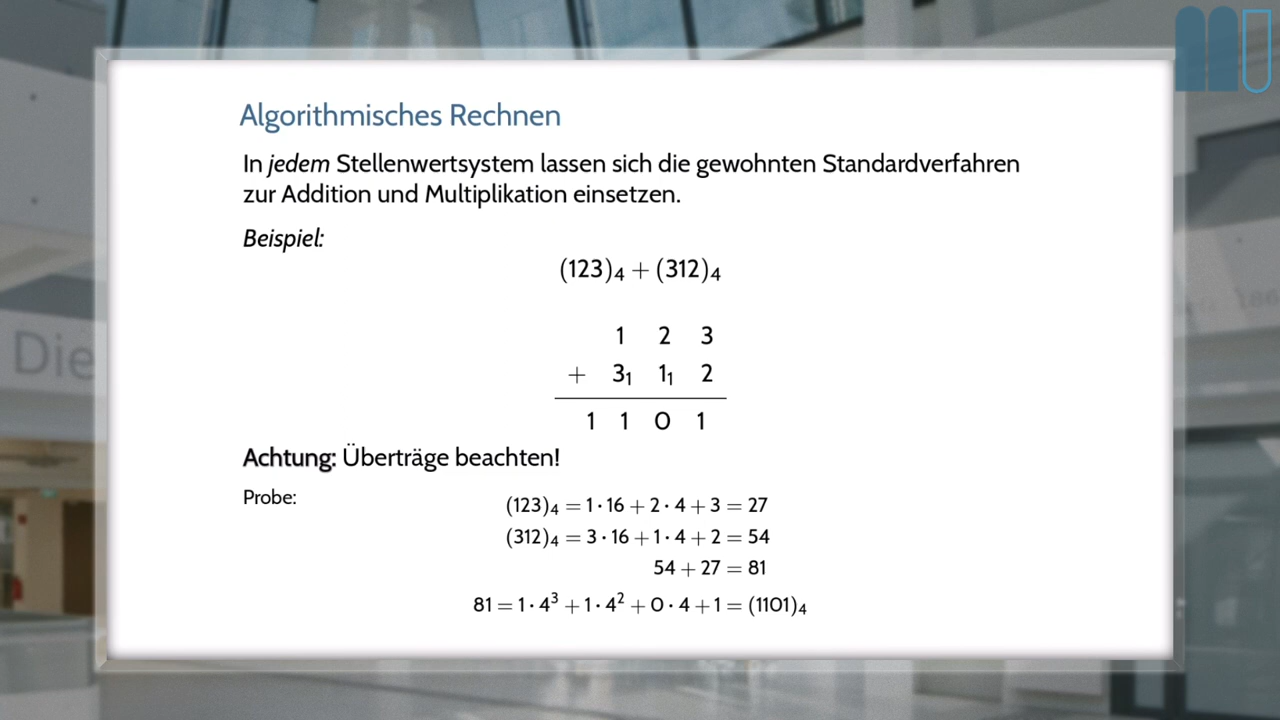 Algorithmisches Rechnen
In jedem Stellenwertsystem lassen sich die gewohnten Standardverfahren
zur Addition und Multiplikation einsetzen.
Beispiel:
(123)₄ + (312)₄
1 2 3
+ 3₁ 1₁ 2
1 1 0 1
Achtung: Überträge beachten!
Probe:
(123)₄ = 1 · 16 + 2 · 4 + 3 = 27
(312)₄ = 3 · 16 + 1 · 4 + 2 = 54
54 + 27 = 81
81 = 1 · 4³ + 1 · 4² + 0 · 4 + 1 = (1101)₄
Die